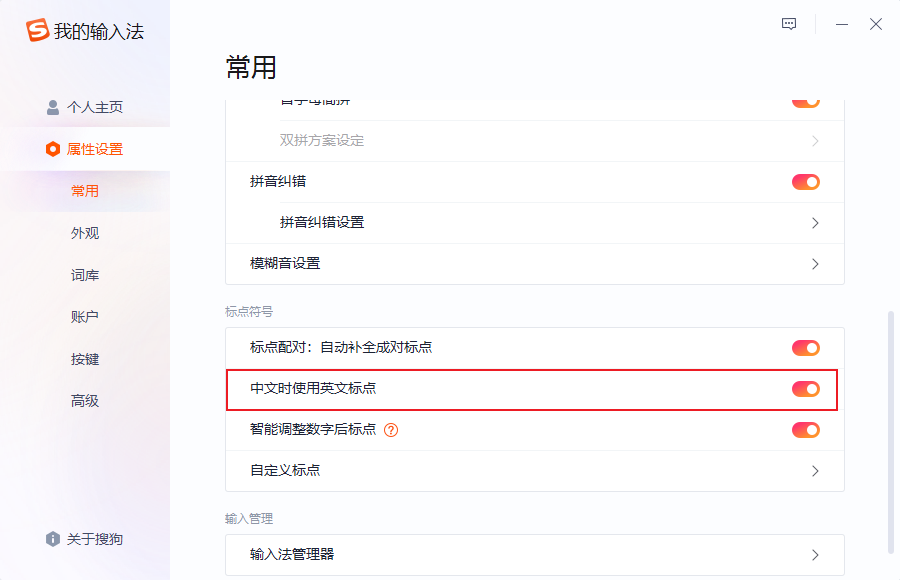 我的输入法
个人主页
属性设置
常用
外观
词库
账户
按键
高级
关于搜狗
常用
首字母简拼
双拼方案设定
拼音纠错
拼音纠错设置
模糊音设置
标点符号
标点配对：自动补全成对标点
中文时使用英文标点
智能调整数字后标点
自定义标点
输入管理
输入法管理器